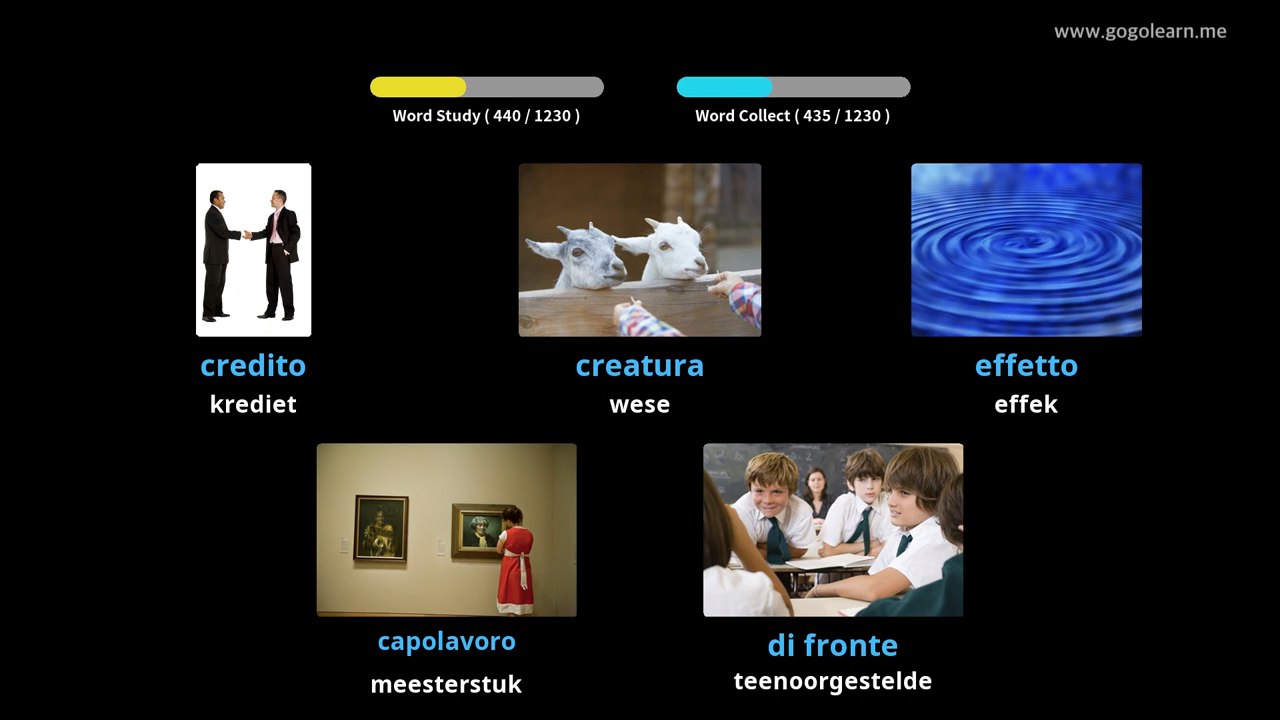 www.gogolearn.me
Word Study ( 440 / 1230 )
Word Collect ( 435 / 1230 )
credito
krediet
creatura
wese
effetto
effek
capolavoro
meesterstuk
di fronte
teenoorgestelde